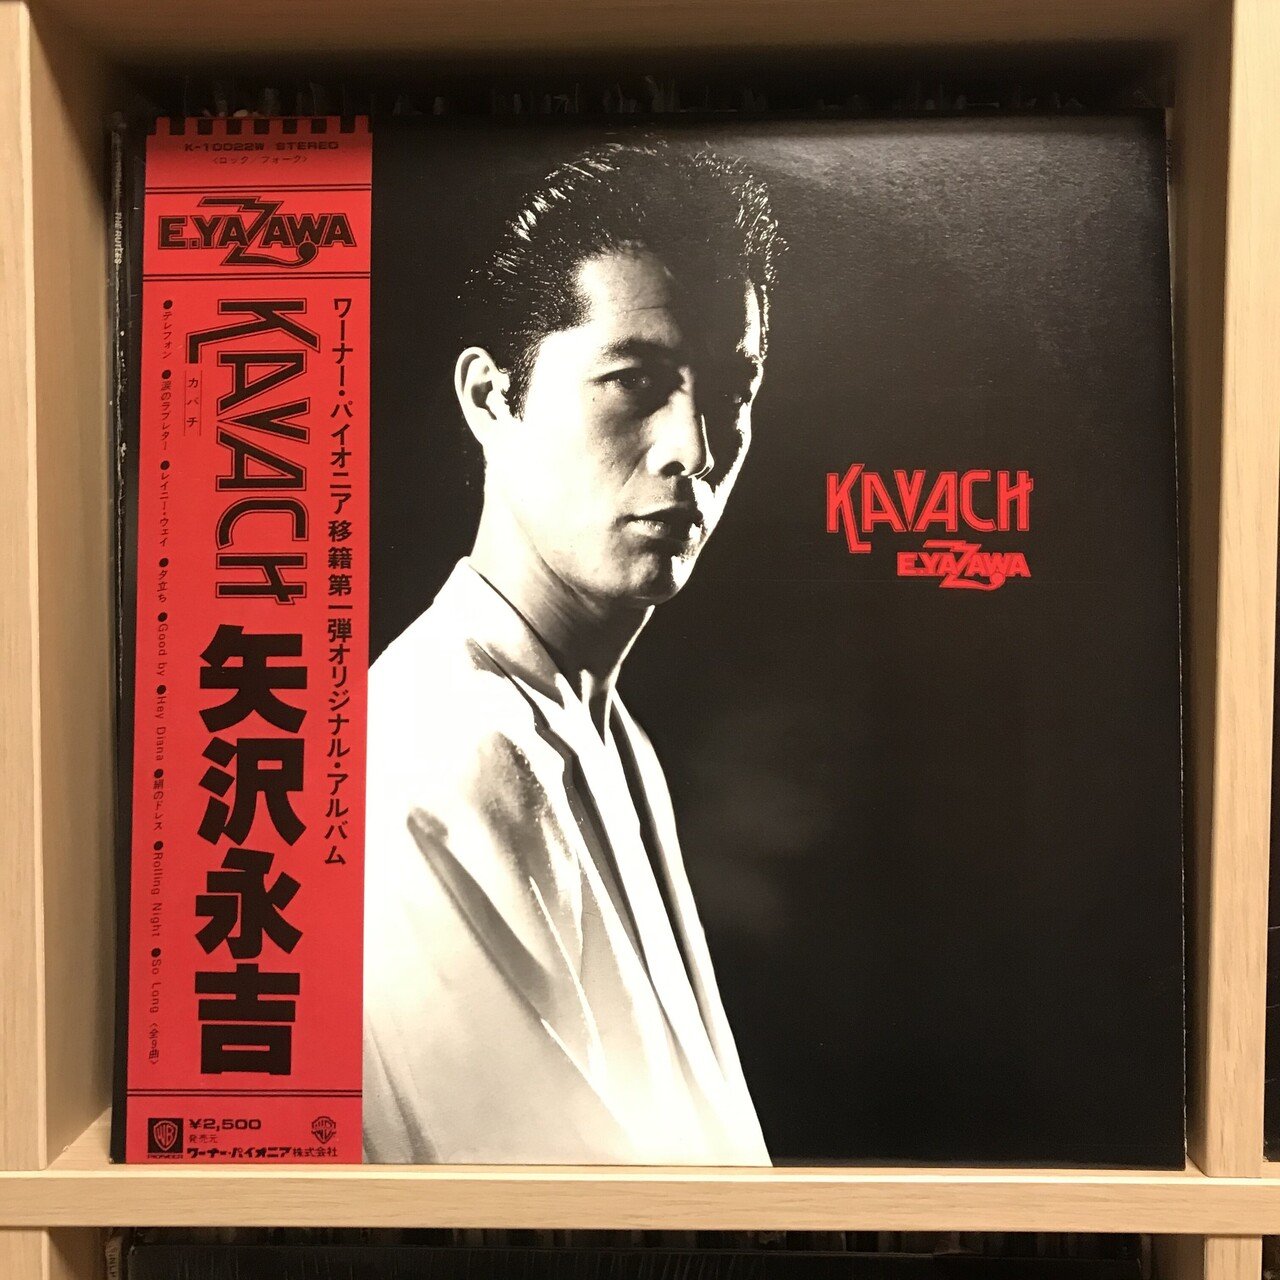 K-10022W STEREO
〈ロック／フォーク〉
E.YAZAWA
ワーナー・パイオニア移籍第一弾オリジナル・アルバム
KAVACH
カバチ
矢沢永吉
●テレフォン ●涙のラブレター ●レイニー・ウェイ ●夕立ち ●Good by ●Hey Diana ●絹のドレス ●Rolling Night ●So Long 〈全9曲〉
WB
PIONEER
¥2,500
発売元
ワーナー・パイオニア株式会社
KAVACH
E.YAZAWA
THE RUTLES